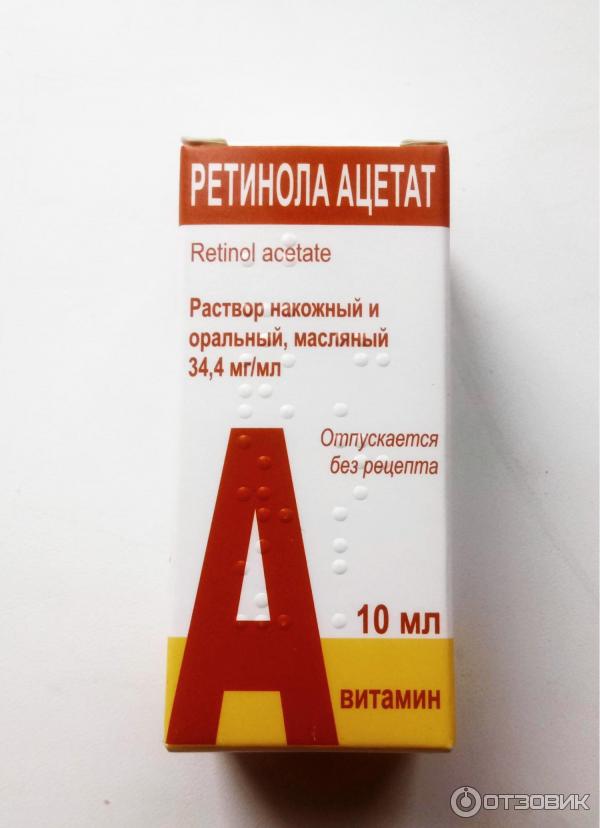 РЕТИНОЛА АЦЕТАТ
Retinol acetate
Раствор накожный и
оральный, масляный
34,4 мг/мл
Отпускается
без рецепта
А
10 мл
витамин
ОТЗОВИК